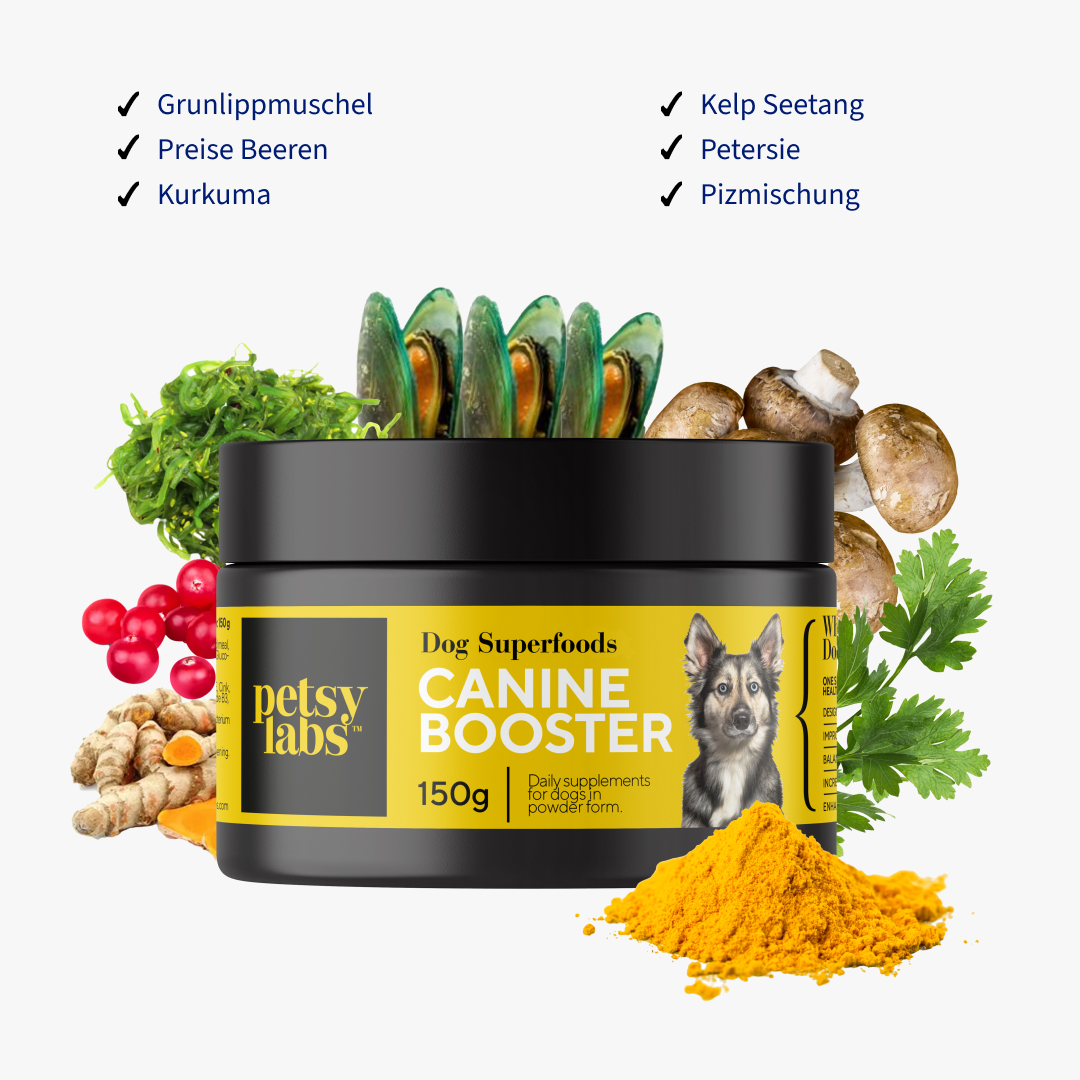 ✓ Grunlippmuschel
✓ Preise Beeren
✓ Kurkuma
✓ Kelp Seetang
✓ Petersie
✓ Pizmischung
150g
petsy
labs™
Dog Superfoods
CANINE
BOOSTER
150g
Daily supplements
for dogs in
powder form.